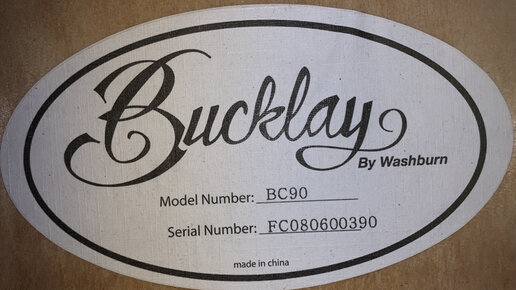 Bucklay
By Washburn
Model Number: BC90
Serial Number: FC080600390
made in china